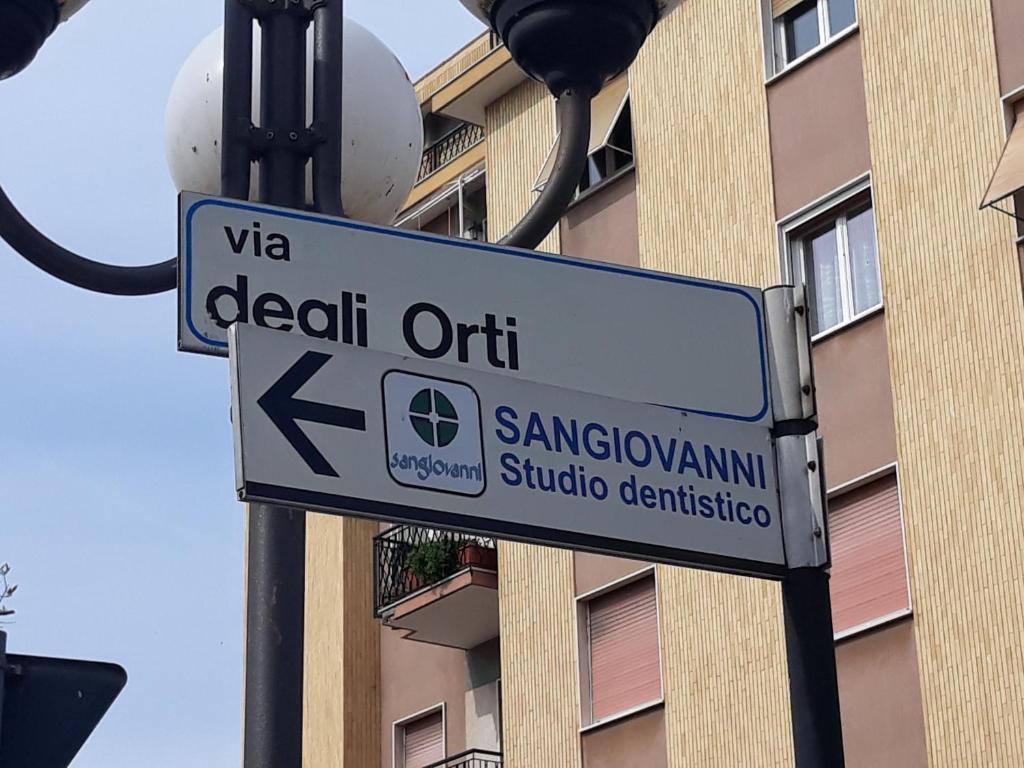 via
degli Orti
sangiovanni
SANGIOVANNI
Studio dentistico